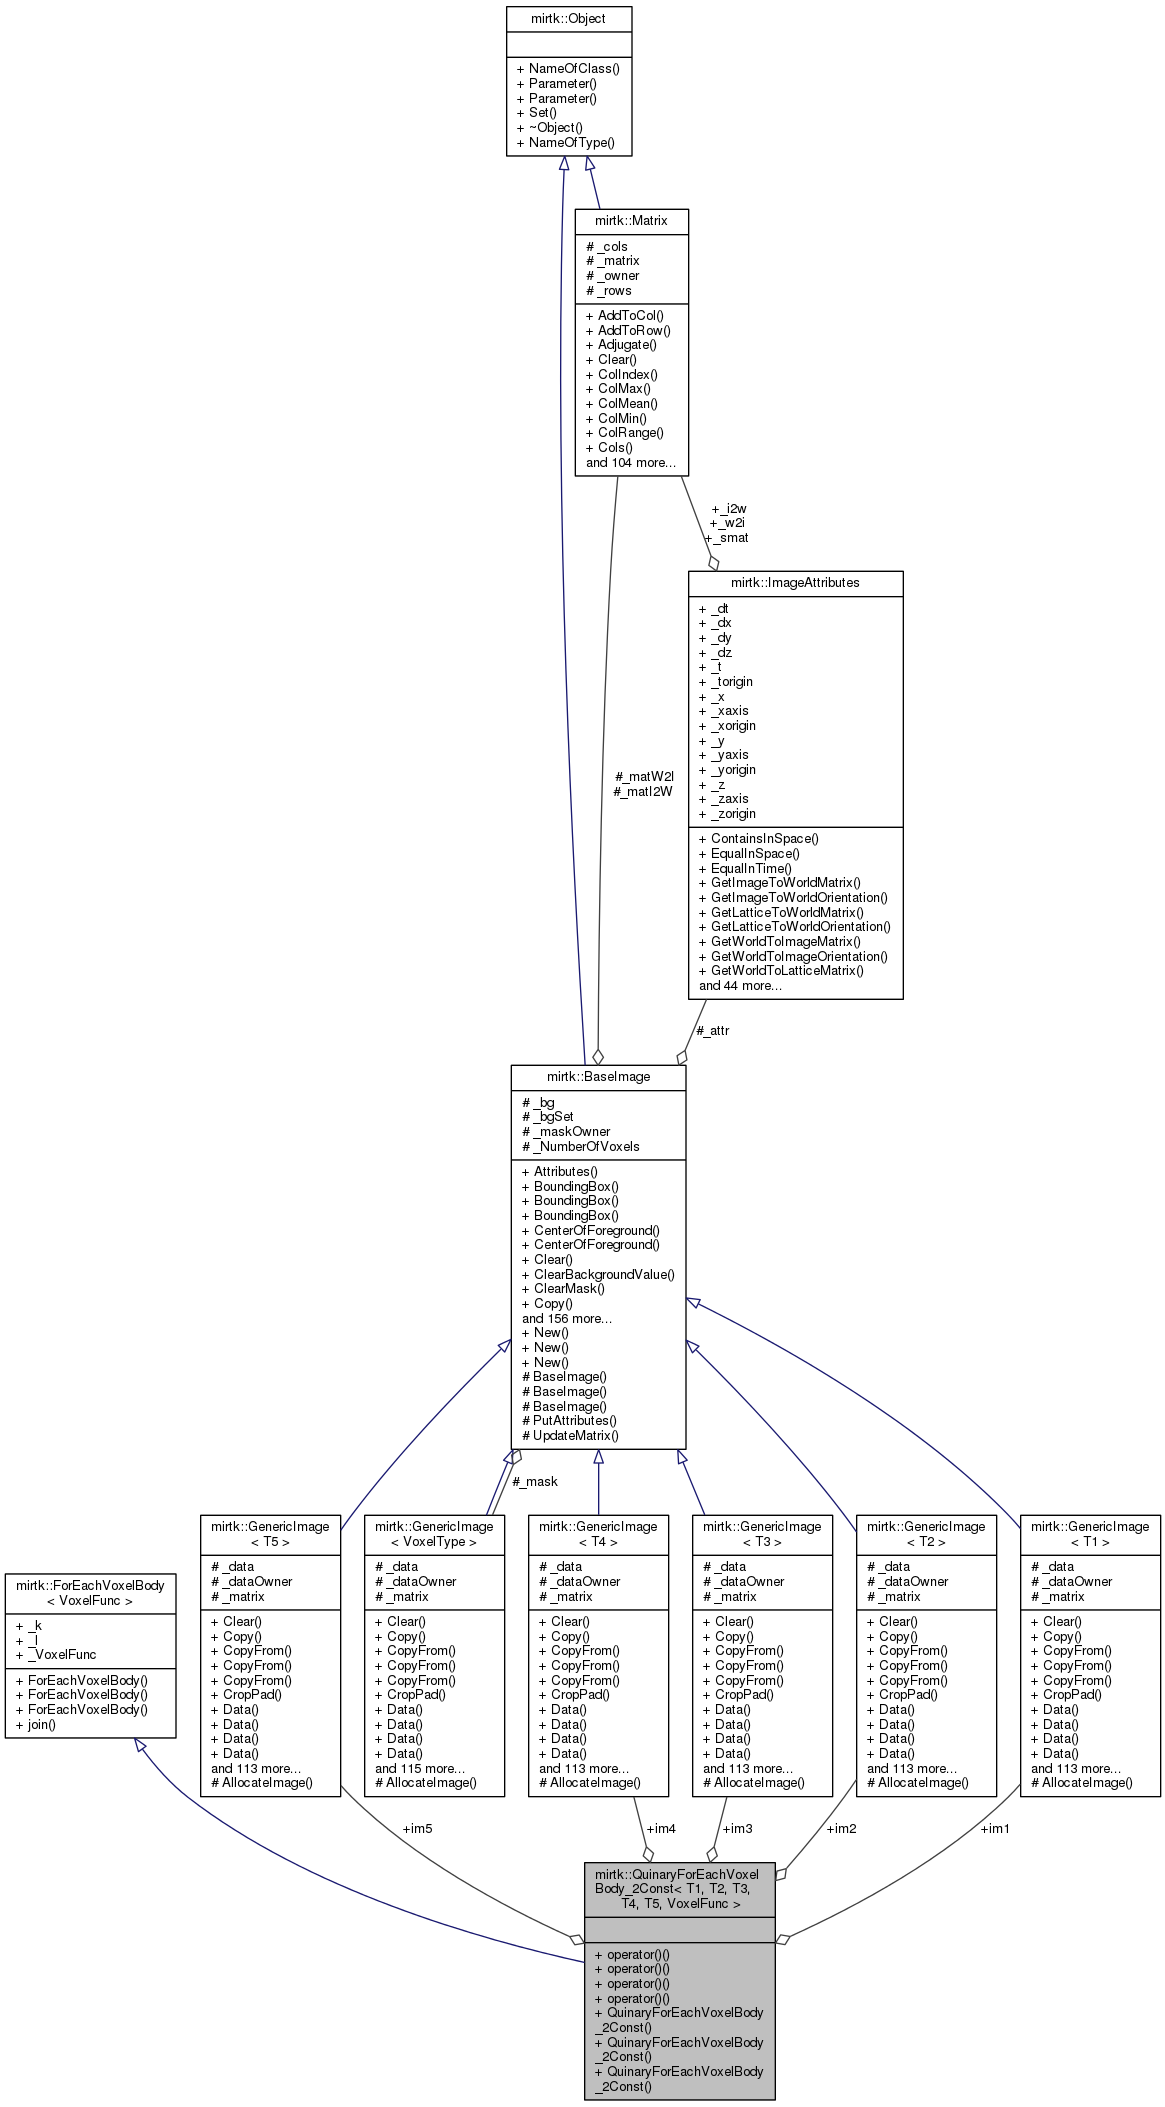 mirtk::Object
+ NameOfClass()
+ Parameter()
+ Parameter()
+ Set()
+ ~Object()
+ NameOfType()
mirtk::Matrix
# _cols
# _matrix
# _owner
# _rows
+ AddToCol()
+ AddToRow()
+ Adjugate()
+ Clear()
+ ColIndex()
+ ColMax()
+ ColMean()
+ ColMin()
+ ColRange()
+ Cols()
and 104 more...
+_i2w
+_w2i
+_smat
mirtk::ImageAttributes
+ _dt
+ _dx
+ _dy
+ _dz
+ _t
+ _torigin
+ _x
+ _xaxis
+ _xorigin
+ _y
+ _yaxis
+ _yorigin
+ _z
+ _zaxis
+ _zorigin
+ ContainsInSpace()
+ EqualInSpace()
+ EqualInTime()
+ GetImageToWorldMatrix()
+ GetImageToWorldOrientation()
+ GetLatticeToWorldMatrix()
+ GetLatticeToWorldOrientation()
+ GetWorldToImageMatrix()
+ GetWorldToImageOrientation()
+ GetWorldToLatticeMatrix()
and 44 more...
#_matW2I
#_matI2W
#_attr
mirtk::BaseImage
# _bg
# _bgSet
# _maskOwner
# _NumberOfVoxels
+ Attributes()
+ BoundingBox()
+ BoundingBox()
+ BoundingBox()
+ CenterOfForeground()
+ CenterOfForeground()
+ Clear()
+ ClearBackgroundValue()
+ ClearMask()
+ Copy()
and 156 more...
+ New()
+ New()
+ New()
# BaseImage()
# BaseImage()
# BaseImage()
# PutAttributes()
# UpdateMatrix()
#_mask
mirtk::ForEachVoxelBody
< VoxelFunc >
+ _k
+ _l
+ _VoxelFunc
+ ForEachVoxelBody()
+ ForEachVoxelBody()
+ ForEachVoxelBody()
+ join()
mirtk::GenericImage
< T5 >
# _data
# _dataOwner
# _matrix
+ Clear()
+ Copy()
+ CopyFrom()
+ CopyFrom()
+ CopyFrom()
+ CropPad()
+ Data()
+ Data()
+ Data()
+ Data()
and 113 more...
# AllocateImage()
mirtk::GenericImage
< VoxelType >
# _data
# _dataOwner
# _matrix
+ Clear()
+ Copy()
+ CopyFrom()
+ CopyFrom()
+ CopyFrom()
+ CropPad()
+ Data()
+ Data()
+ Data()
+ Data()
and 115 more...
# AllocateImage()
mirtk::GenericImage
< T4 >
# _data
# _dataOwner
# _matrix
+ Clear()
+ Copy()
+ CopyFrom()
+ CopyFrom()
+ CopyFrom()
+ CropPad()
+ Data()
+ Data()
+ Data()
+ Data()
and 113 more...
# AllocateImage()
mirtk::GenericImage
< T3 >
# _data
# _dataOwner
# _matrix
+ Clear()
+ Copy()
+ CopyFrom()
+ CopyFrom()
+ CopyFrom()
+ CropPad()
+ Data()
+ Data()
+ Data()
+ Data()
and 113 more...
# AllocateImage()
mirtk::GenericImage
< T2 >
# _data
# _dataOwner
# _matrix
+ Clear()
+ Copy()
+ CopyFrom()
+ CopyFrom()
+ CopyFrom()
+ CropPad()
+ Data()
+ Data()
+ Data()
+ Data()
and 113 more...
# AllocateImage()
mirtk::GenericImage
< T1 >
# _data
# _dataOwner
# _matrix
+ Clear()
+ Copy()
+ CopyFrom()
+ CopyFrom()
+ CopyFrom()
+ CropPad()
+ Data()
+ Data()
+ Data()
+ Data()
and 113 more...
# AllocateImage()
+im5
+im4
+im3
+im2
+im1
mirtk::QuinaryForEachVoxel
Body_2Const< T1, T2, T3,
T4, T5, VoxelFunc >
+ operator()()
+ operator()()
+ operator()()
+ operator()()
+ QuinaryForEachVoxelBody
_2Const()
+ QuinaryForEachVoxelBody
_2Const()
+ QuinaryForEachVoxelBody
_2Const()